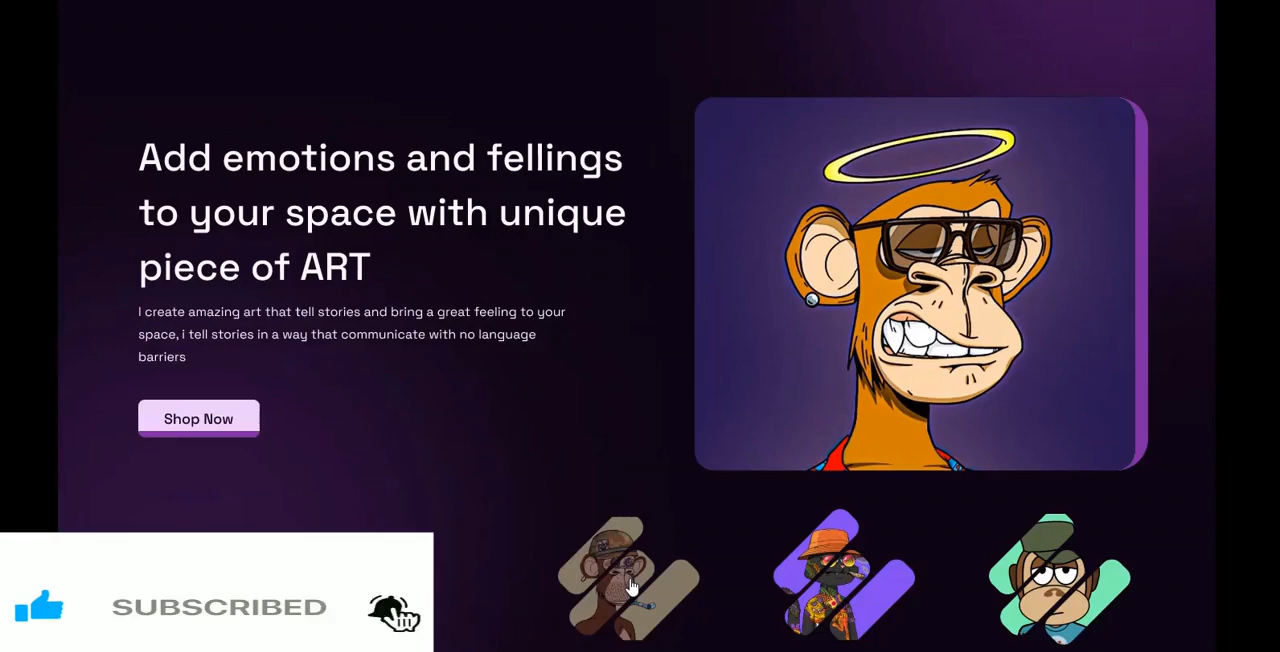 Add emotions and fellings
to your space with unique
piece of ART
I create amazing art that tell stories and bring a great feeling to your
space, i tell stories in a way that communicate with no language
barriers
Shop Now
SUBSCRIBED